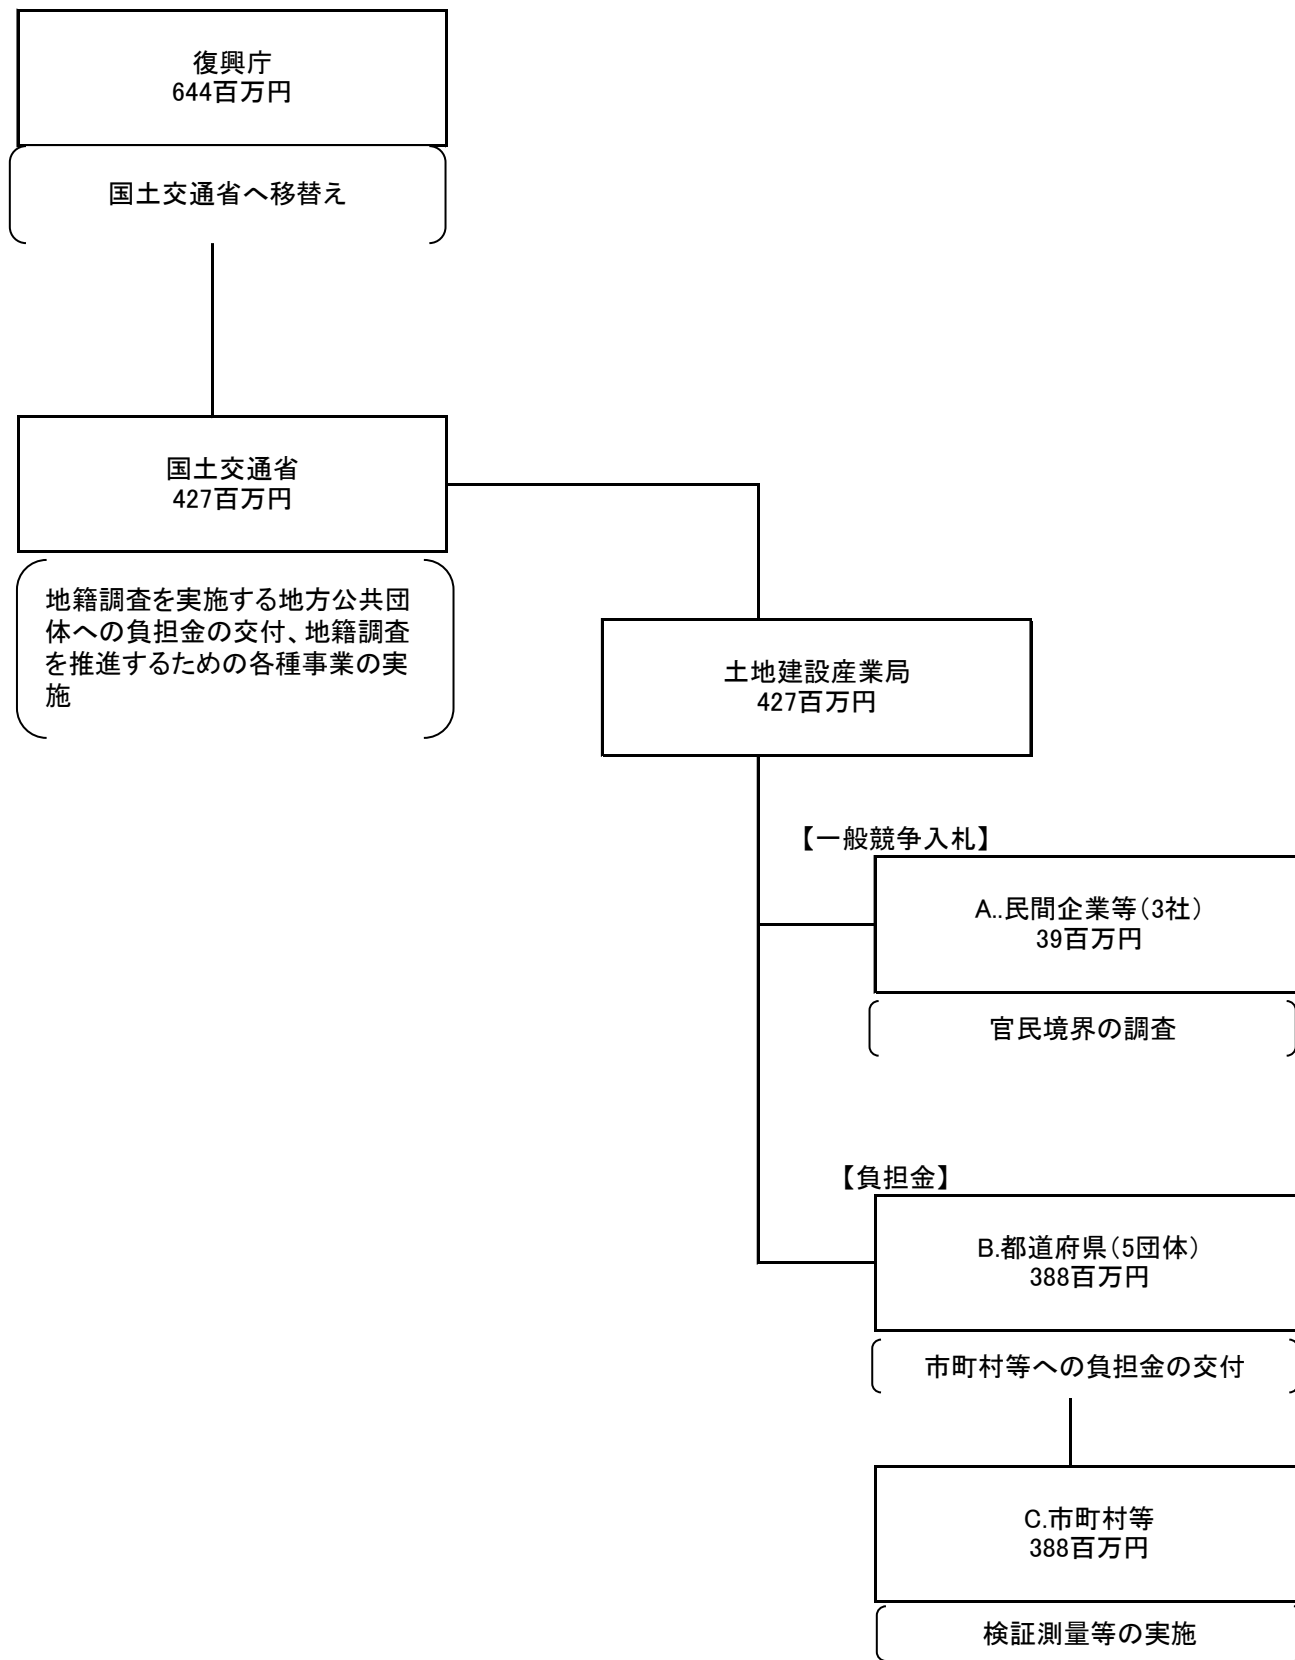 復興庁
644百万円
国土交通省へ移替え
国土交通省
427百万円
地籍調査を実施する地方公共団
体への負担金の交付、地籍調査
を推進するための各種事業の実
施
土地建設産業局
427百万円
【一般競争入札】
A..民間企業等(3社)
39百万円
官民境界の調査
【負担金】
B.都道府県(5団体)
388百万円
市町村等への負担金の交付
C.市町村等
388百万円
検証測量等の実施